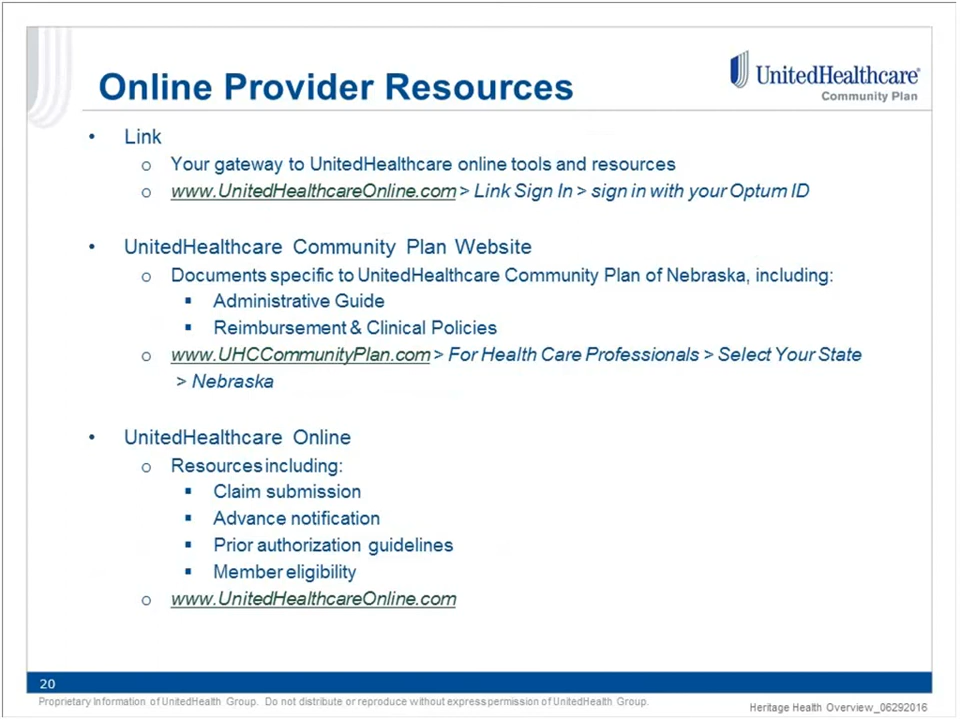 Online Provider Resources
UnitedHealthcare®
Community Plan
• Link
o Your gateway to UnitedHealthcare online tools and resources
o www.UnitedHealthcareOnline.com > Link Sign In > sign in with your Optum ID
• UnitedHealthcare Community Plan Website
o Documents specific to UnitedHealthcare Community Plan of Nebraska, including:
▪ Administrative Guide
▪ Reimbursement & Clinical Policies
o www.UHCCommunityPlan.com > For Health Care Professionals > Select Your State
> Nebraska
• UnitedHealthcare Online
o Resources including:
▪ Claim submission
▪ Advance notification
▪ Prior authorization guidelines
▪ Member eligibility
o www.UnitedHealthcareOnline.com
20
Proprietary Information of UnitedHealth Group. Do not distribute or reproduce without express permission of UnitedHealth Group.
Heritage Health Overview_06292016